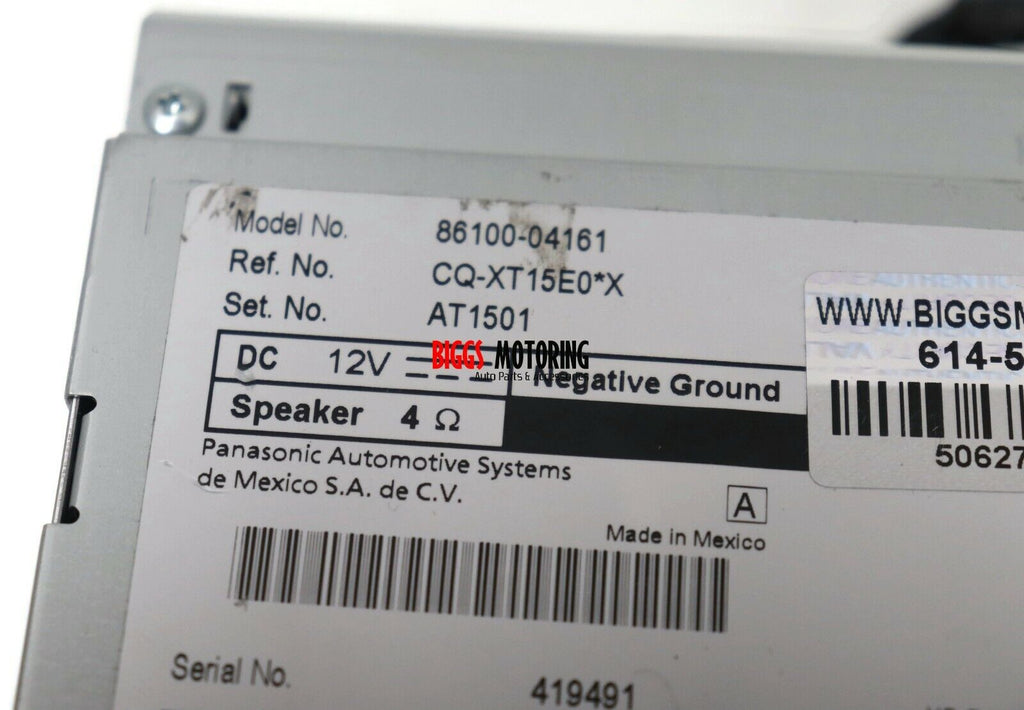 Model No. 86100-04161
Ref. No. CQ-XT15E0*X
Set. No. AT1501
DC 12V Negative Ground
BIGGS MOTORING
Auto Parts &
Speaker 4 Ω
Panasonic Automotive Systems
de Mexico S.A. de C.V.
A
Made in Mexico
Serial No. 419491
WWW.BIGGSM
614-5
50627